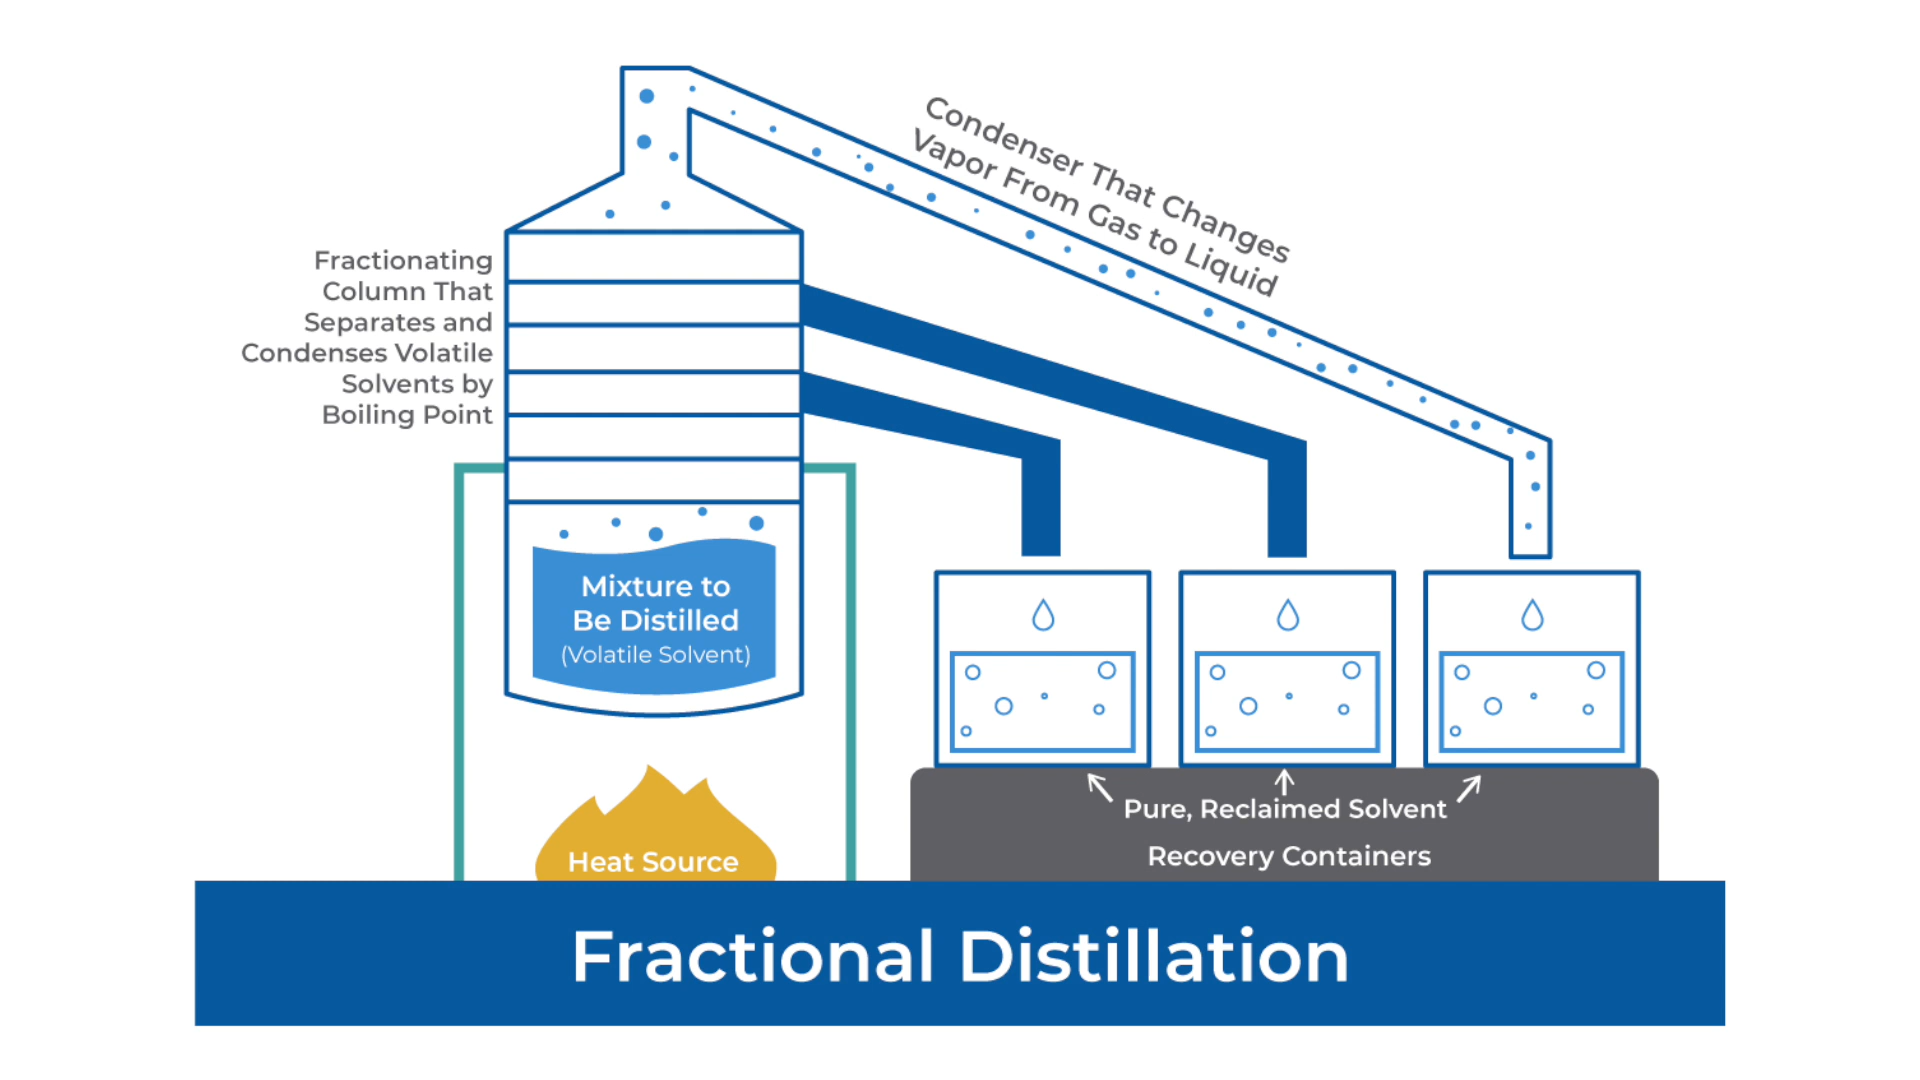 Condenser That Changes
Vapor From Gas to Liquid
Fractionating
Column That
Separates and
Condenses Volatile
Solvents by
Boiling Point
Mixture to
Be Distilled
(Volatile Solvent)
Heat Source
Pure, Reclaimed Solvent
Recovery Containers
Fractional Distillation